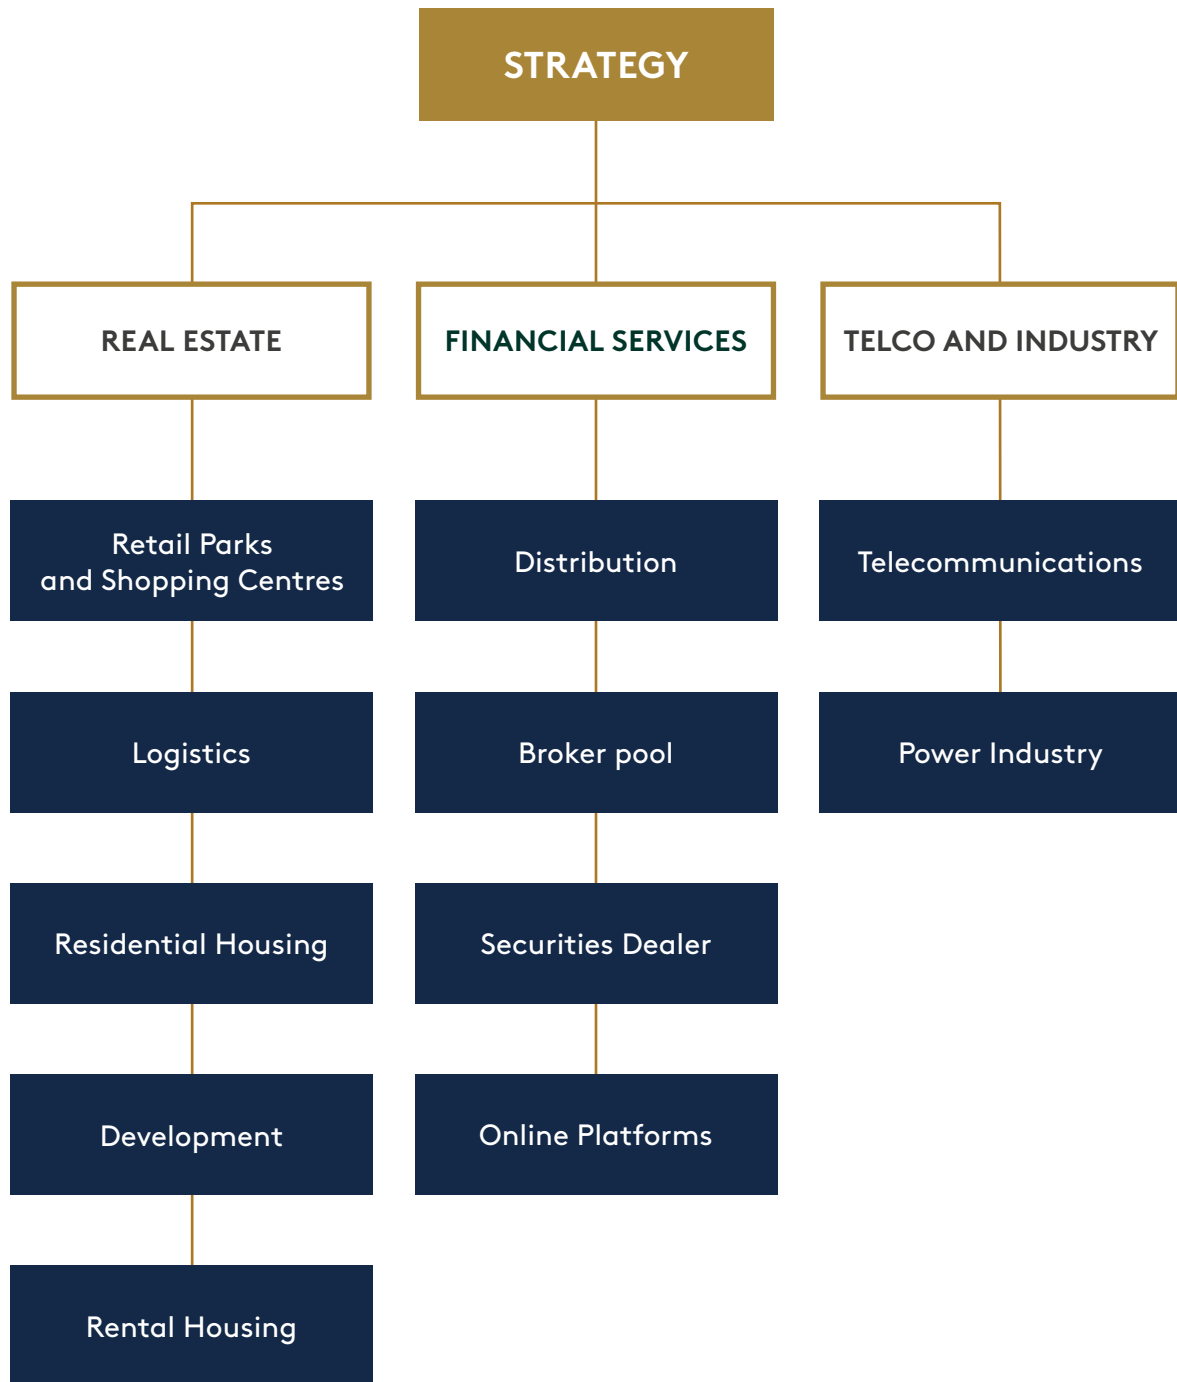 STRATEGY
REAL ESTATE
FINANCIAL SERVICES
TELCO AND INDUSTRY
Retail Parks
and Shopping Centres
Distribution
Telecommunications
Logistics
Broker pool
Power Industry
Residential Housing
Securities Dealer
Development
Online Platforms
Rental Housing